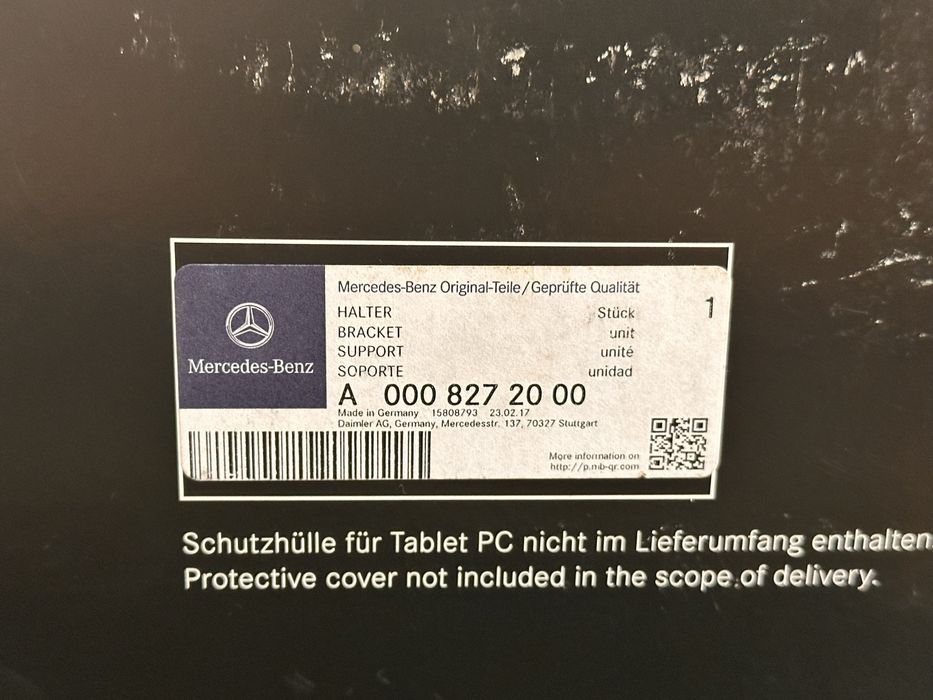 Mercedes-Benz Original-Teile/Geprüfte Qualität
HALTER Stück 1
BRACKET unit
SUPPORT unité
SOPORTE unidad
Mercedes-Benz
A 000 827 20 00
Made in Germany 15808793 23.02.17
Daimler AG, Germany, Mercedesstr. 137, 70327 Stuttgart
More information on
http://p.mb-qr.com
Schutzhülle für Tablet PC nicht im Lieferumfang enthalten.
Protective cover not included in the scope of delivery.